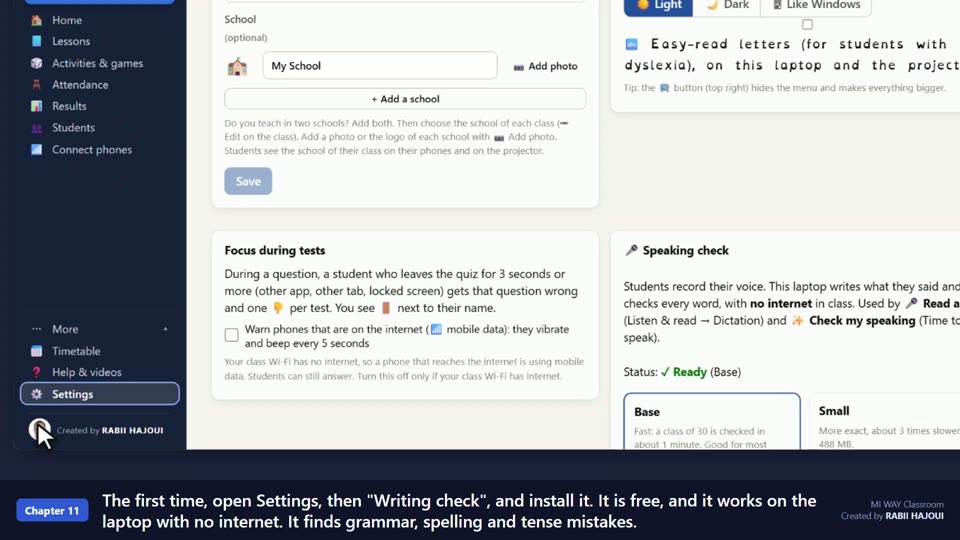 Home
Lessons
Activities & games
Attendance
Results
Students
Connect phones
More
Timetable
Help & videos
Settings
Created by RABII HAJOUI
School
(optional)
My School
Add photo
+ Add a school
Do you teach in two schools? Add both. Then choose the school of each class (✏
Edit on the class). Add a photo or the logo of each school with 📷 Add photo.
Students see the school of their class on their phones and on the projector.
Save
Light
Dark
Like Windows
Easy-read letters (for students with
dyslexia), on this laptop and the project
Tip: the button (top right) hides the menu and makes everything bigger.
Focus during tests
During a question, a student who leaves the quiz for 3 seconds or
more (other app, other tab, locked screen) gets that question wrong
and one 👎 per test. You see 🚪 next to their name.
Warn phones that are on the internet (📶 mobile data): they vibrate
and beep every 5 seconds
Your class Wi-Fi has no internet, so a phone that reaches the internet is using mobile
data. Students can still answer. Turn this off only if your class Wi-Fi has internet.
🎤 Speaking check
Students record their voice. This laptop writes what they said and
checks every word, with no internet in class. Used by 🎤 Read a
(Listen & read → Dictation) and ✨ Check my speaking (Time to
speak).
Status: ✓ Ready (Base)
Base
Fast: a class of 30 is checked in
about 1 minute. Good for most
Small
More exact, about 3 times slower
488 MB.
Chapter 11
The first time, open Settings, then "Writing check", and install it. It is free, and it works on the
laptop with no internet. It finds grammar, spelling and tense mistakes.
MI WAY Classroom
Created by RABII HAJOUI